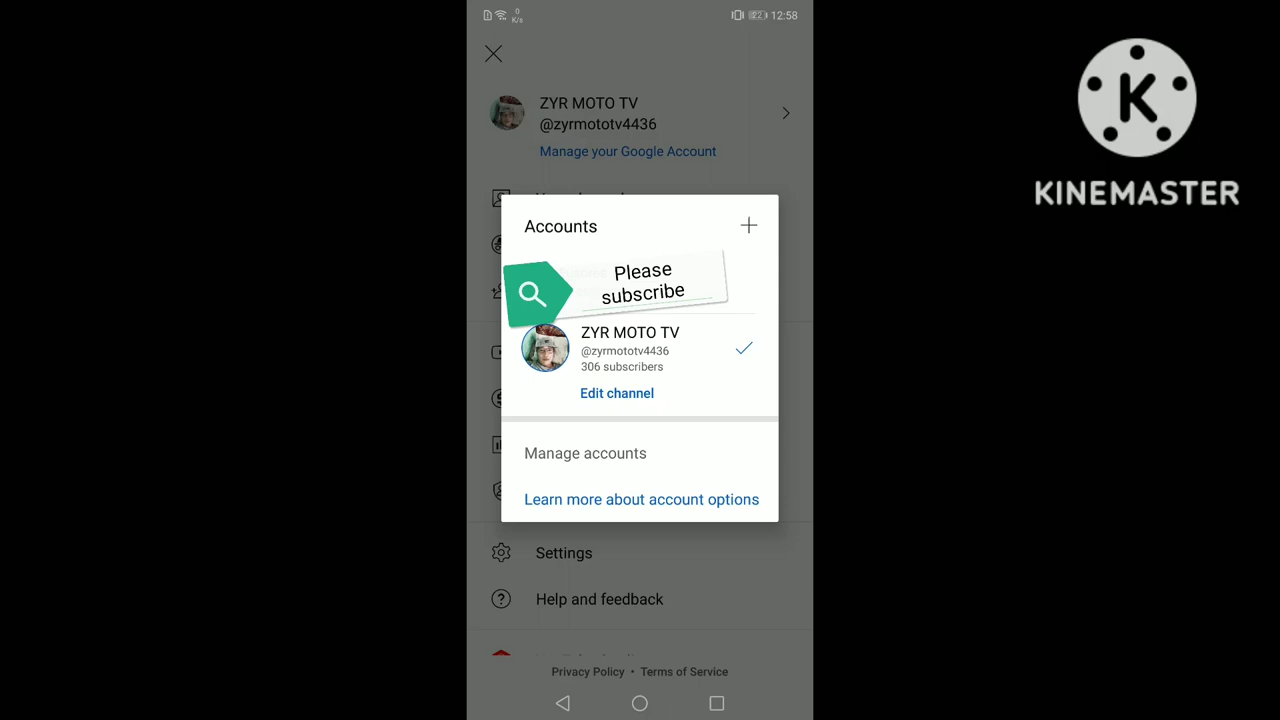 0
K/s
22
12:58
ZYR MOTO TV
@zyrmototv4436
Manage your Google Account
KINEMASTER
Accounts
Please
subscribe
ZYR MOTO TV
@zyrmototv4436
306 subscribers
Edit channel
Manage accounts
Learn more about account options
Settings
Help and feedback
Privacy Policy • Terms of Service